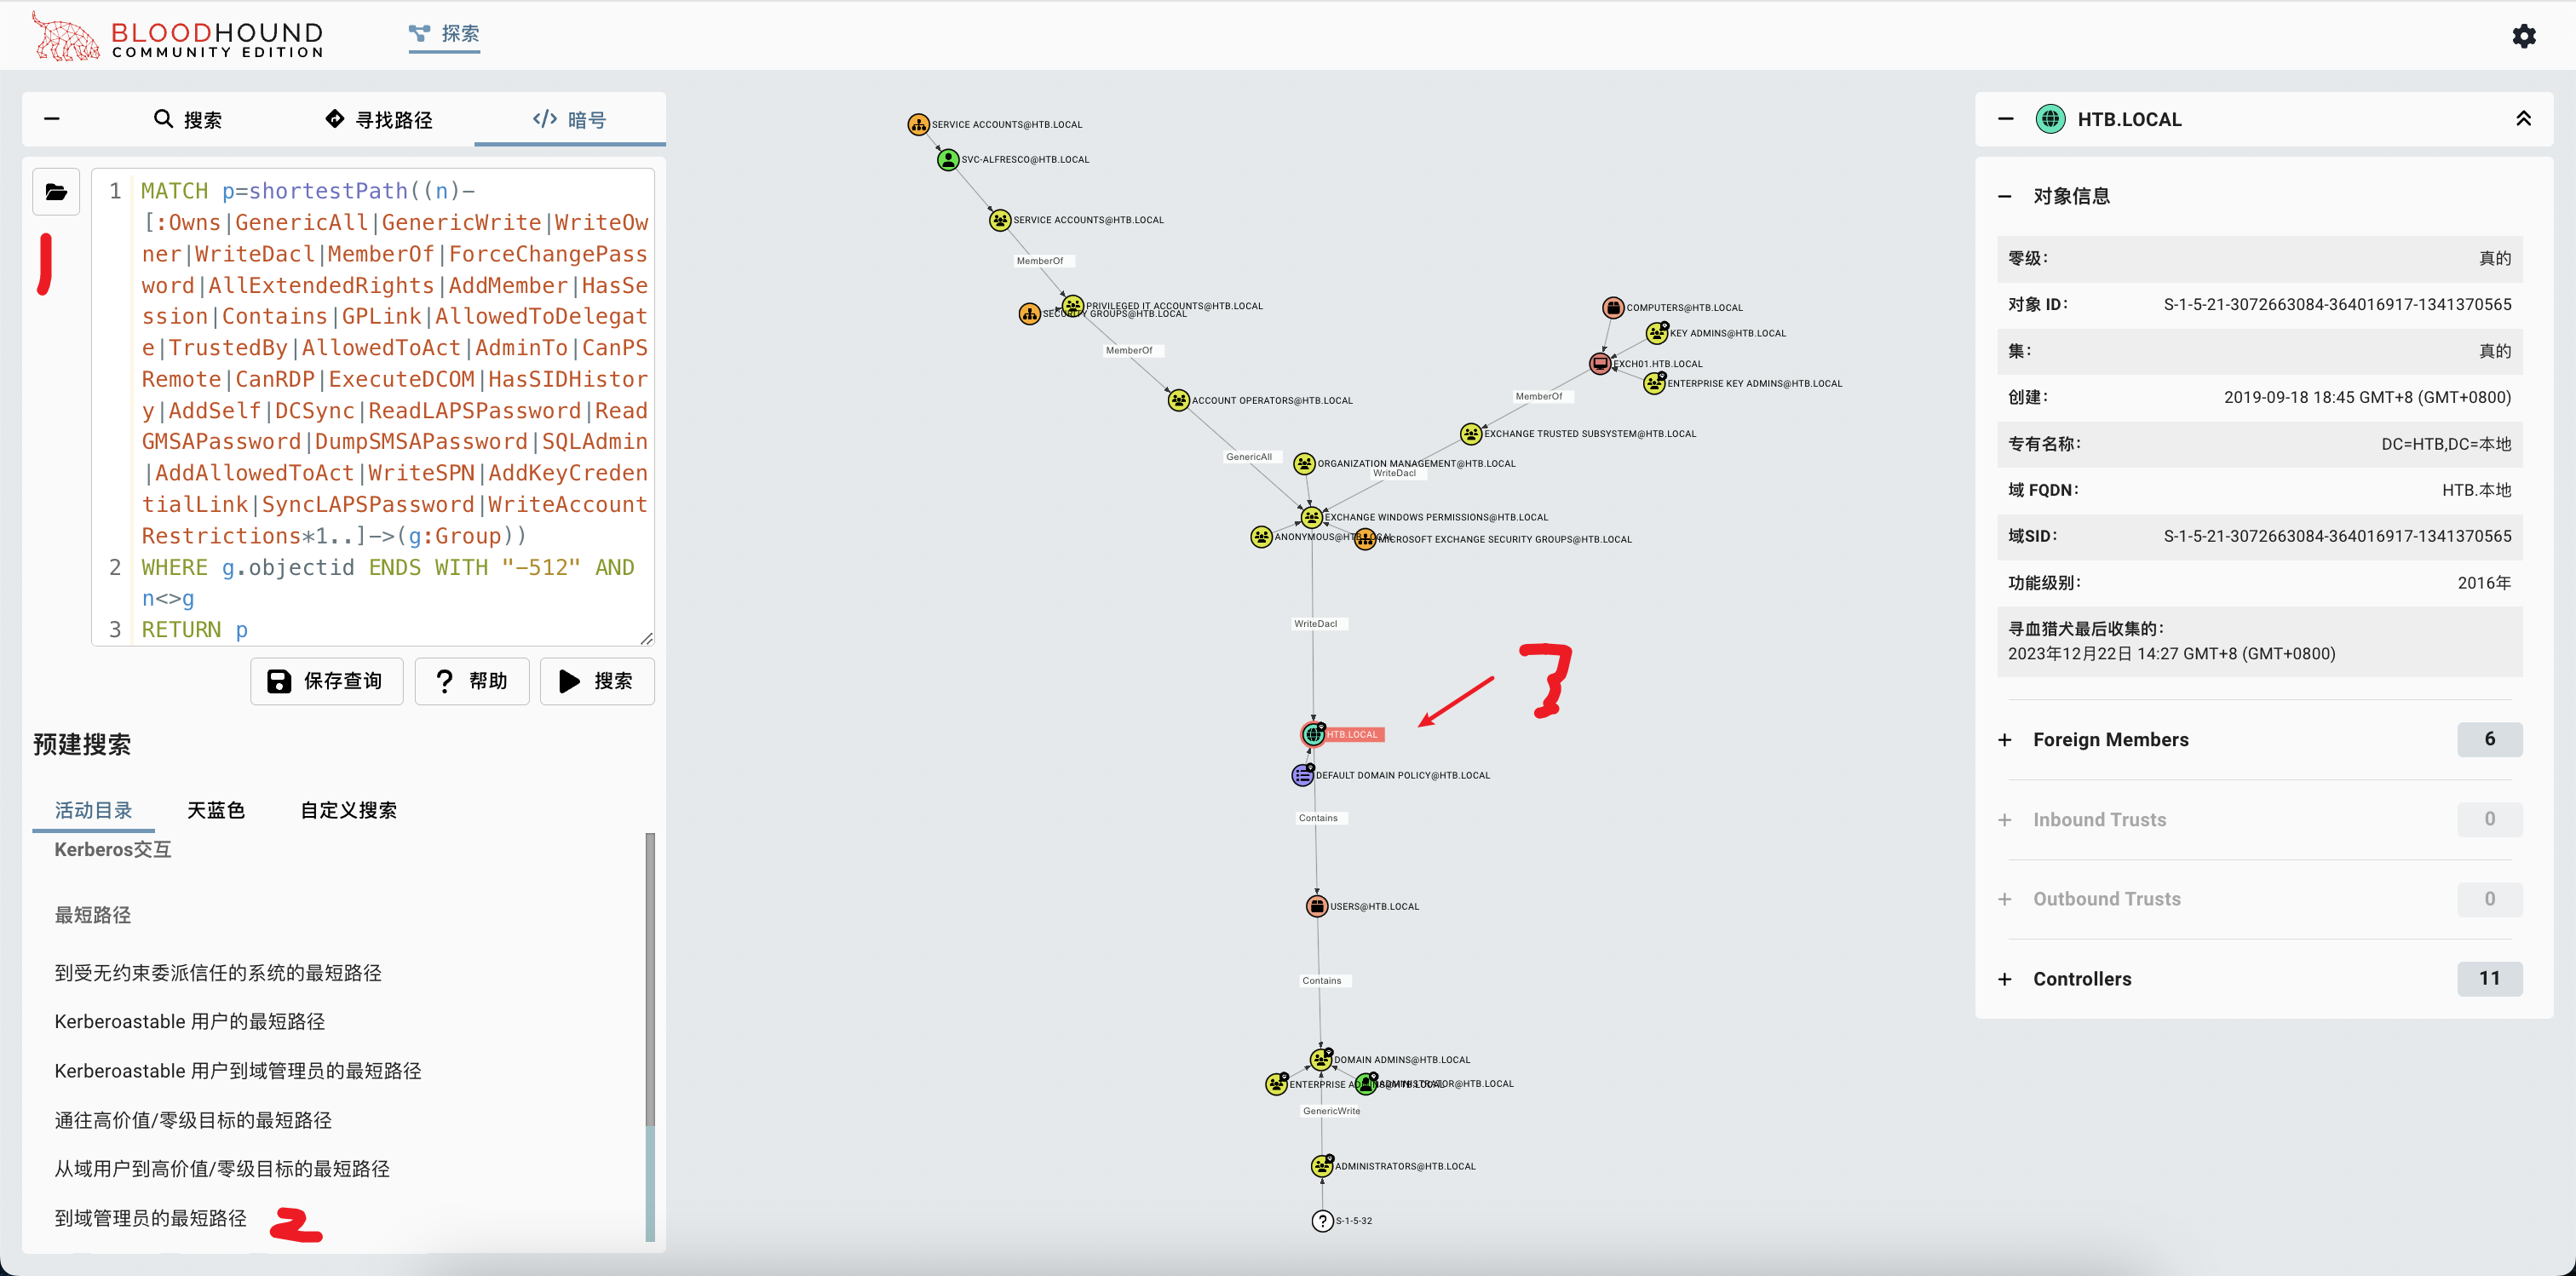 BLOODHOUND
COMMUNITY EDITION
探索
搜索
寻找路径
</> 暗号
1 MATCH p=shortestPath((n)-
[:Owns|GenericAll|GenericWrite|WriteOw
ner|WriteDacl|MemberOf|ForceChangePass
word|AllExtendedRights|AddMember|HasSe
ssion|Contains|GPLink|AllowedToDelegat
e|TrustedBy|AllowedToAct|AdminTo|CanPS
Remote|CanRDP|ExecuteDCOM|HasSIDHistor
y|AddSelf|DCSync|ReadLAPSPassword|Read
GMSAPassword|DumpSMSAPassword|SQLAdmin
|AddAllowedToAct|WriteSPN|AddKeyCreden
tialLink|SyncLAPSPassword|WriteAccount
Restrictions*1..]->(g:Group))
2 WHERE g.objectid ENDS WITH "-512" AND
n<>g
3 RETURN p
1
保存查询
? 帮助
搜索
预建搜索
活动目录
天蓝色
自定义搜索
Kerberos交互
最短路径
到受无约束委派信任的系统的最短路径
Kerberoastable 用户的最短路径
Kerberoastable 用户到域管理员的最短路径
通往高价值/零级目标的最短路径
从域用户到高价值/零级目标的最短路径
到域管理员的最短路径
2
SERVICE ACCOUNTS@HTB.LOCAL
SVC-ALFRESCO@HTB.LOCAL
SERVICE ACCOUNTS@HTB.LOCAL
MemberOf
PRIVILEGED IT ACCOUNTS@HTB.LOCAL
SECURITY GROUPS@HTB.LOCAL
MemberOf
ACCOUNT OPERATORS@HTB.LOCAL
GenericAll
COMPUTERS@HTB.LOCAL
KEY ADMINS@HTB.LOCAL
EXCH01.HTB.LOCAL
ENTERPRISE KEY ADMINS@HTB.LOCAL
MemberOf
EXCHANGE TRUSTED SUBSYSTEM@HTB.LOCAL
ORGANIZATION MANAGEMENT@HTB.LOCAL
WriteDacl
EXCHANGE WINDOWS PERMISSIONS@HTB.LOCAL
ANONYMOUS@HTB.LOCAL
MICROSOFT EXCHANGE SECURITY GROUPS@HTB.LOCAL
WriteDacl
?
HTB.LOCAL
DEFAULT DOMAIN POLICY@HTB.LOCAL
Contains
USERS@HTB.LOCAL
Contains
DOMAIN ADMINS@HTB.LOCAL
ENTERPRISE ADMINS@HTB.LOCAL
ADMINISTRATOR@HTB.LOCAL
GenericWrite
ADMINISTRATORS@HTB.LOCAL
? S-1-5-32
HTB.LOCAL
对象信息
零级： 真的
对象 ID： S-1-5-21-3072663084-364016917-1341370565
集： 真的
创建： 2019-09-18 18:45 GMT+8 (GMT+0800)
专有名称： DC=HTB,DC=本地
域 FQDN： HTB.本地
域SID： S-1-5-21-3072663084-364016917-1341370565
功能级别： 2016年
寻血猎犬最后收集的：
2023年12月22日 14:27 GMT+8 (GMT+0800)
Foreign Members 6
Inbound Trusts 0
Outbound Trusts 0
Controllers 11